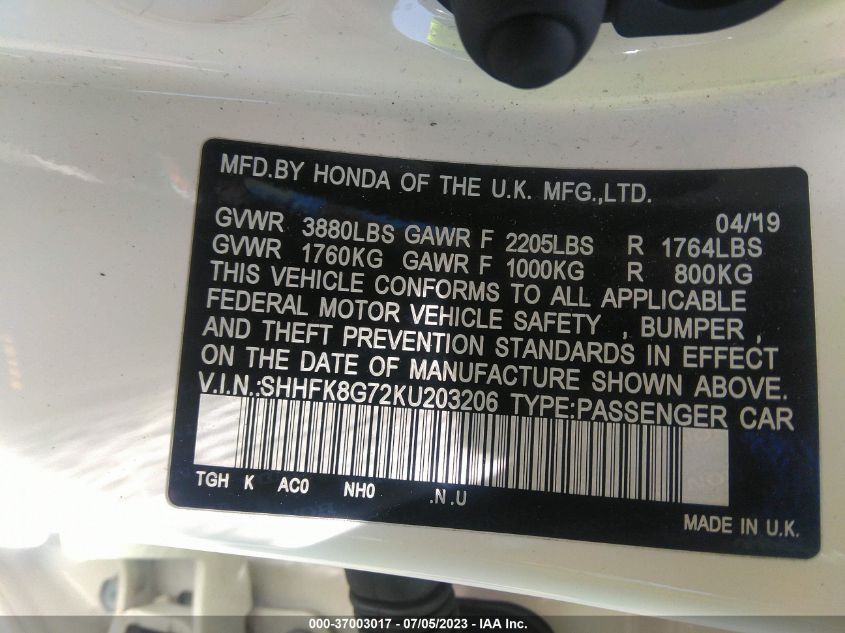 MFD.BY HONDA OF THE U.K. MFG.,LTD.
04/'19
GVWR 3880LBS GAWR F 2205LBS R 1764LBS
GVWR 1760KG GAWR F 1000KG R 800KG
THIS VEHICLE CONFORMS TO ALL APPLICABLE
FEDERAL MOTOR VEHICLE SAFETY , BUMPER ,
AND THEFT PREVENTION STANDARDS IN EFFECT
ON THE DATE OF MANUFACTURE SHOWN ABOVE.
V.I.N.:SHHFK8G72KU203206 TYPE:PASSENGER CAR
TGH K AC0 NH0 .N.U
MADE IN U.K.
000-37003017 - 07/05/2023 - IAA Inc.